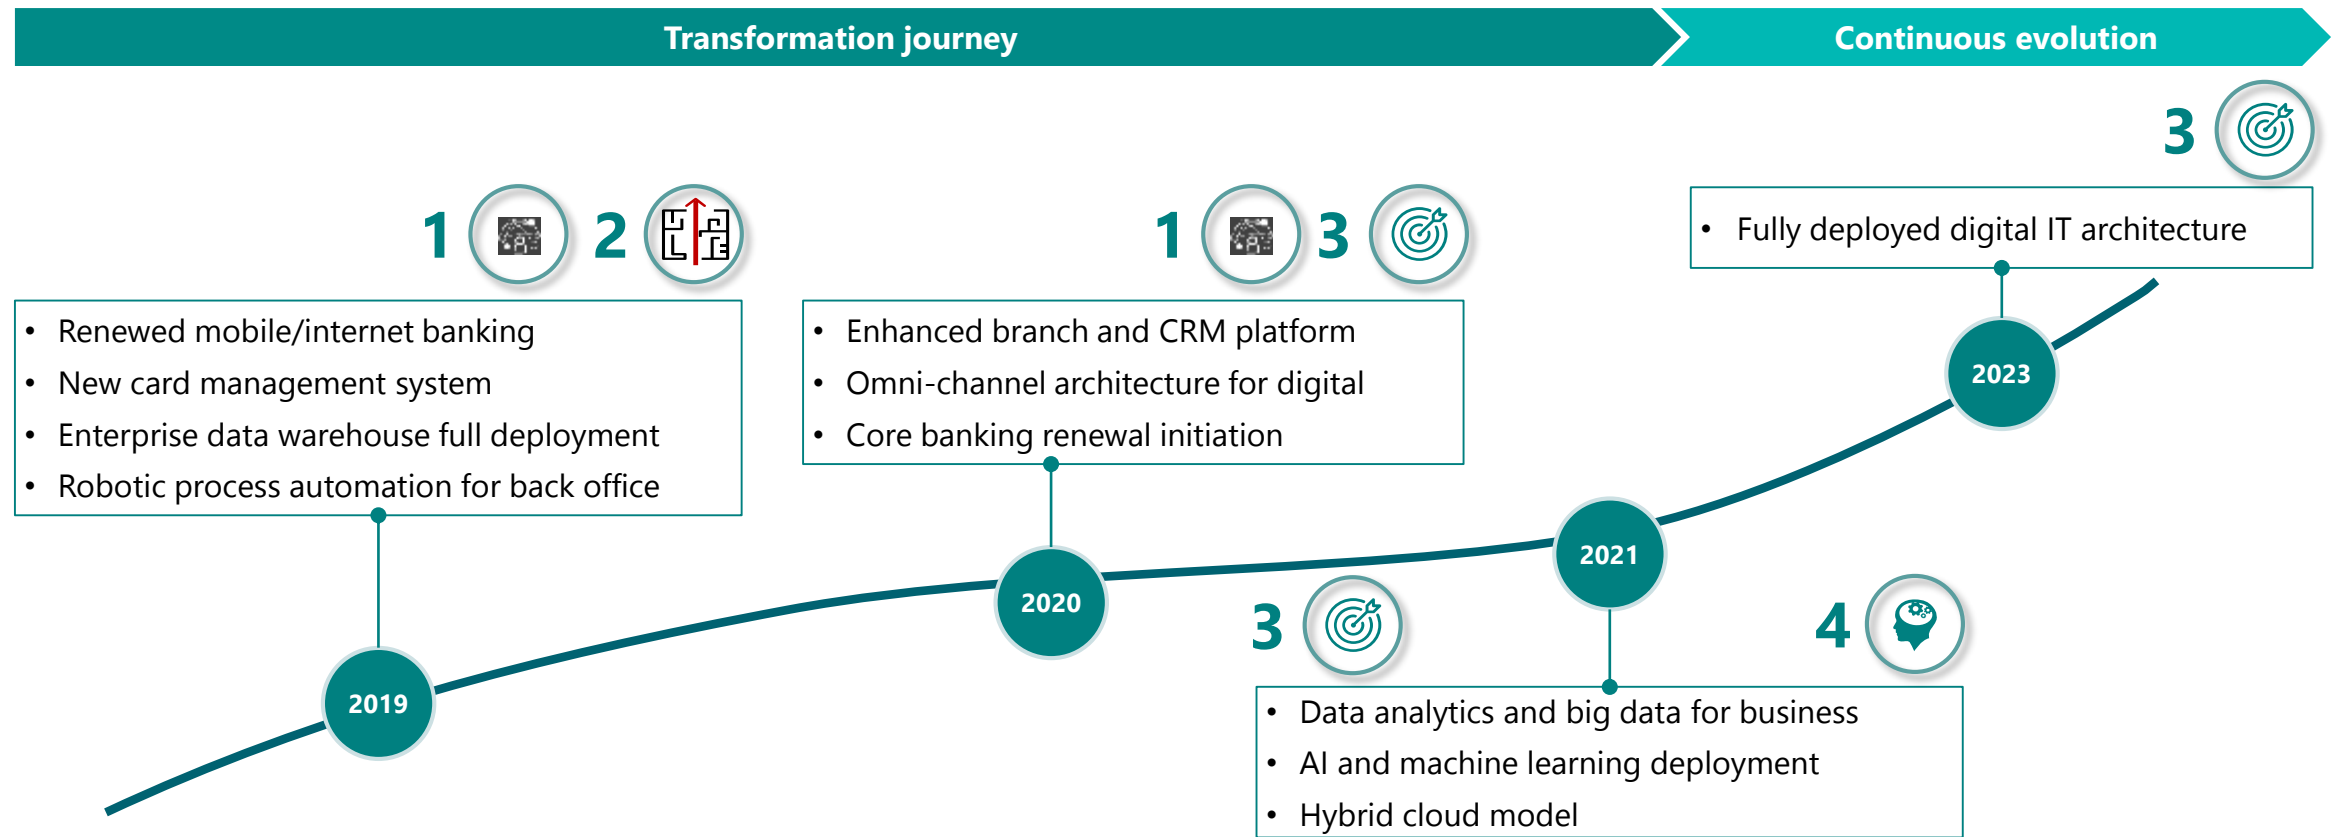 Transformation journey
Continuous evolution
3
1 2
1 3
• Fully deployed digital IT architecture
• Renewed mobile/internet banking
• New card management system
• Enterprise data warehouse full deployment
• Robotic process automation for back office
• Enhanced branch and CRM platform
• Omni-channel architecture for digital
• Core banking renewal initiation
2023
2021
2020
2019
3
4
• Data analytics and big data for business
• AI and machine learning deployment
• Hybrid cloud model